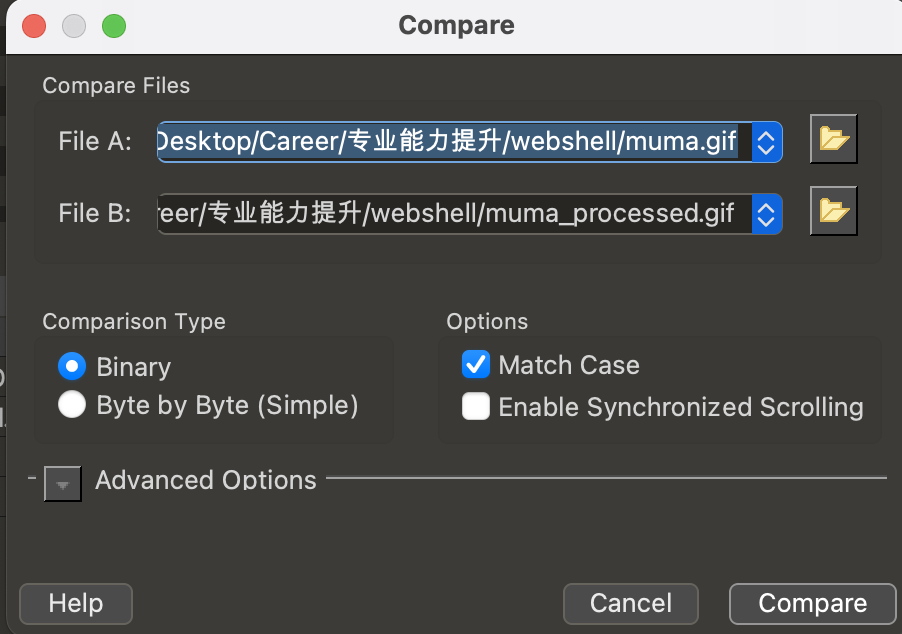 Compare
Compare Files
File A: Desktop/Career/专业能力提升/webshell/muma.gif
File B: reer/专业能力提升/webshell/muma_processed.gif
Comparison Type
Options
Binary
Match Case
Byte by Byte (Simple)
Enable Synchronized Scrolling
Advanced Options
Help
Cancel
Compare